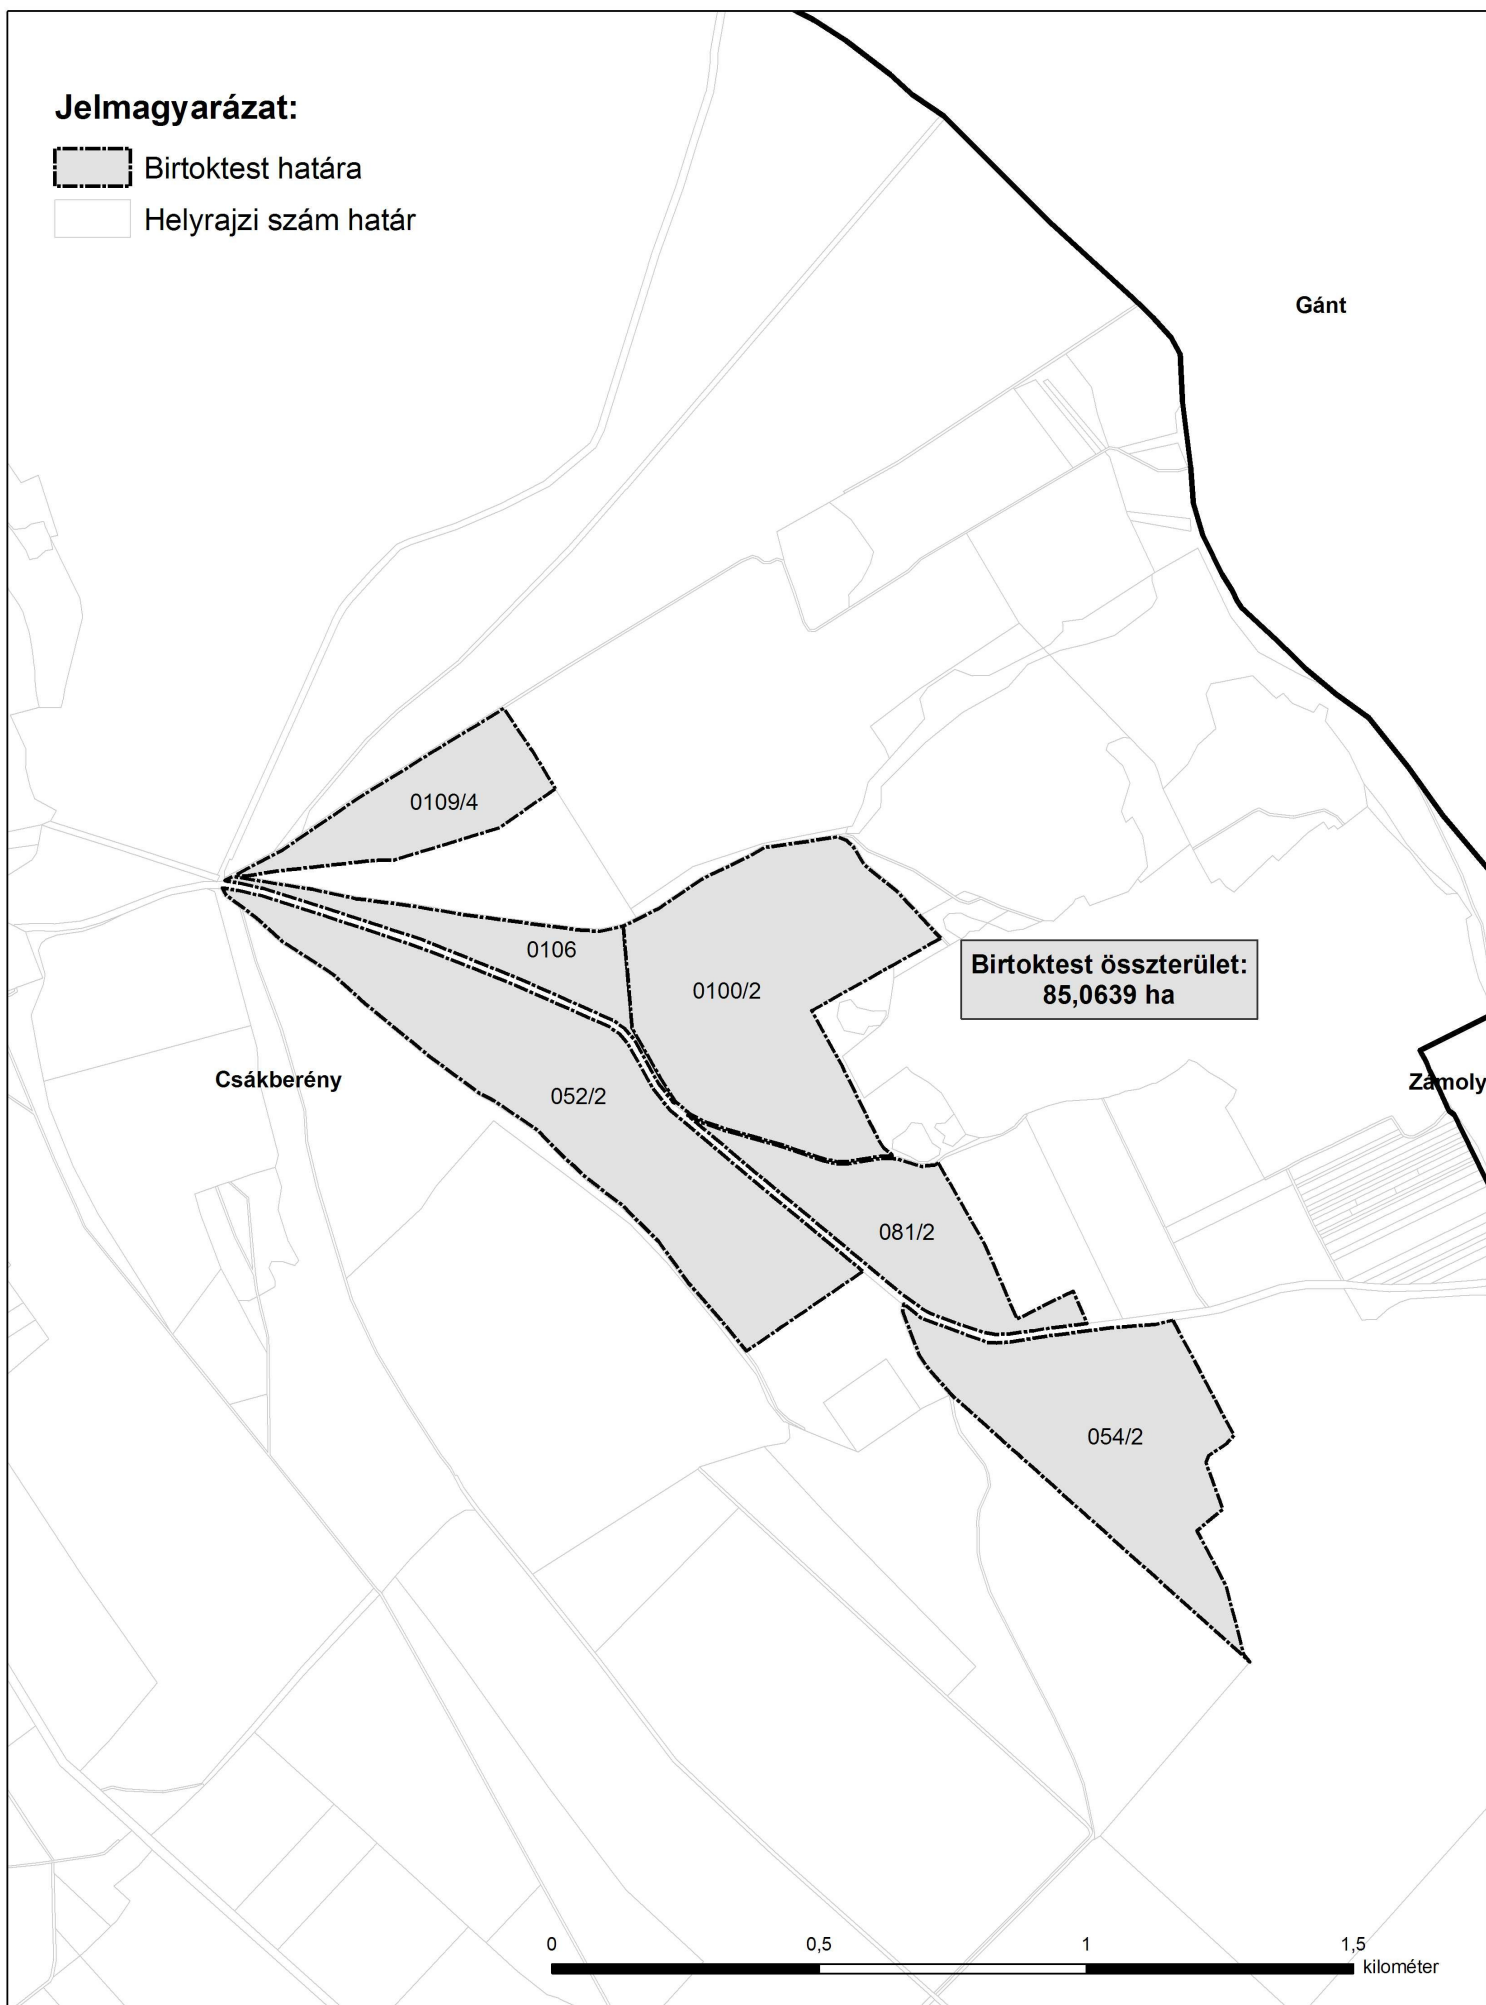 Jelmagyarázat:
Birtoktest határa
Helyrajzi szám határ
Gánt
0109/4
0106
0100/2
Birtoktest összterület:
85,0639 ha
Csákberény
052/2
Zámoly
081/2
054/2
0 0,5 1 1,5
kilométer